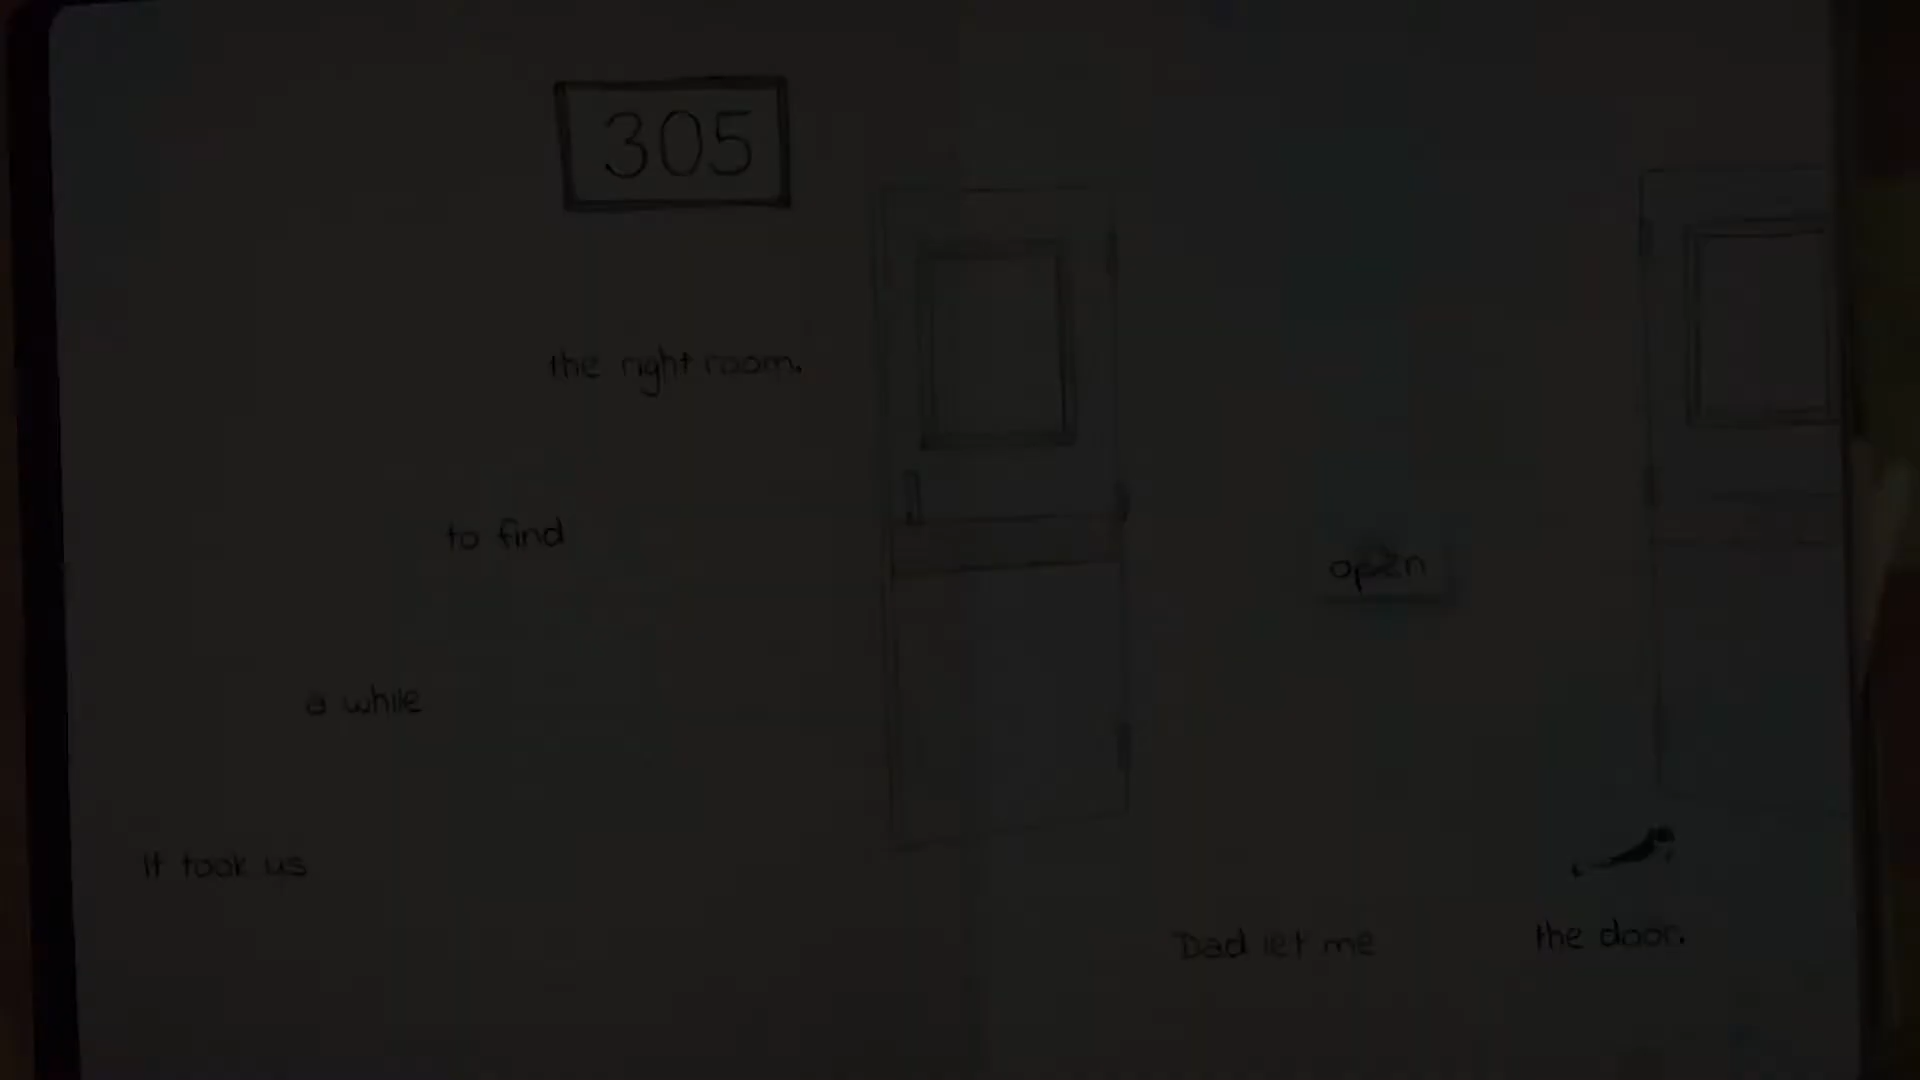 305
It took us
a while
to find
the right room.
Dad let me
open
the door.